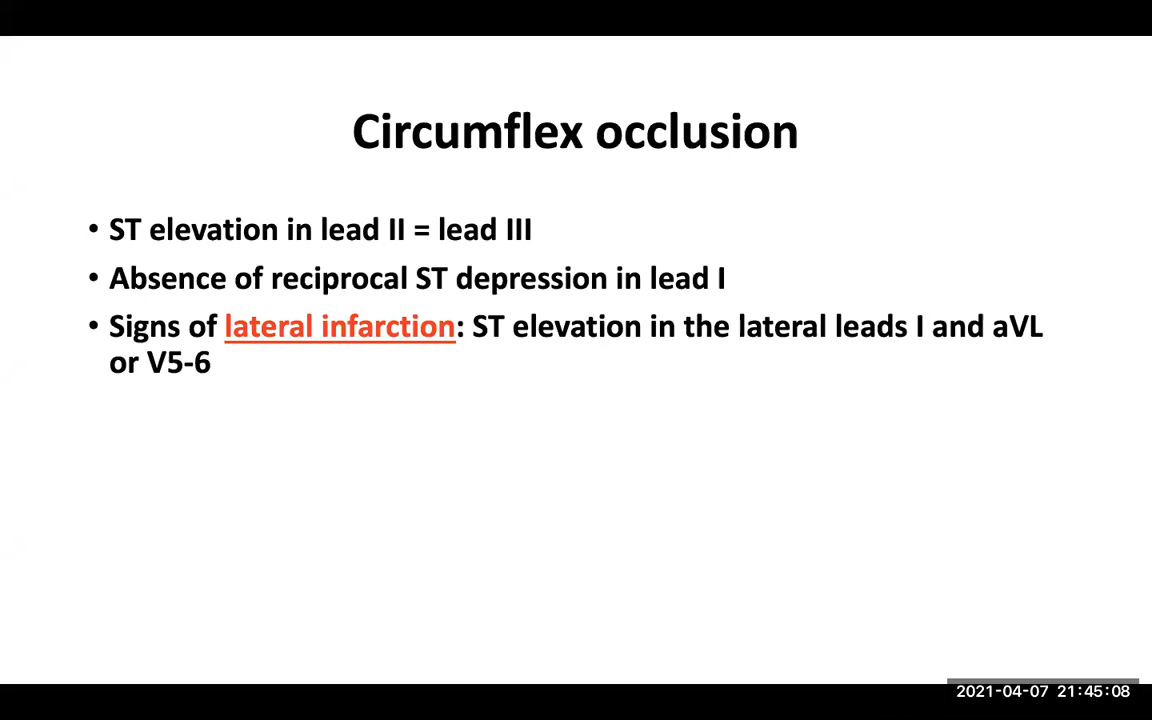 Circumflex occlusion
• ST elevation in lead II = lead III
• Absence of reciprocal ST depression in lead I
• Signs of lateral infarction: ST elevation in the lateral leads I and aVL
or V5-6
2021-04-07 21:45:08